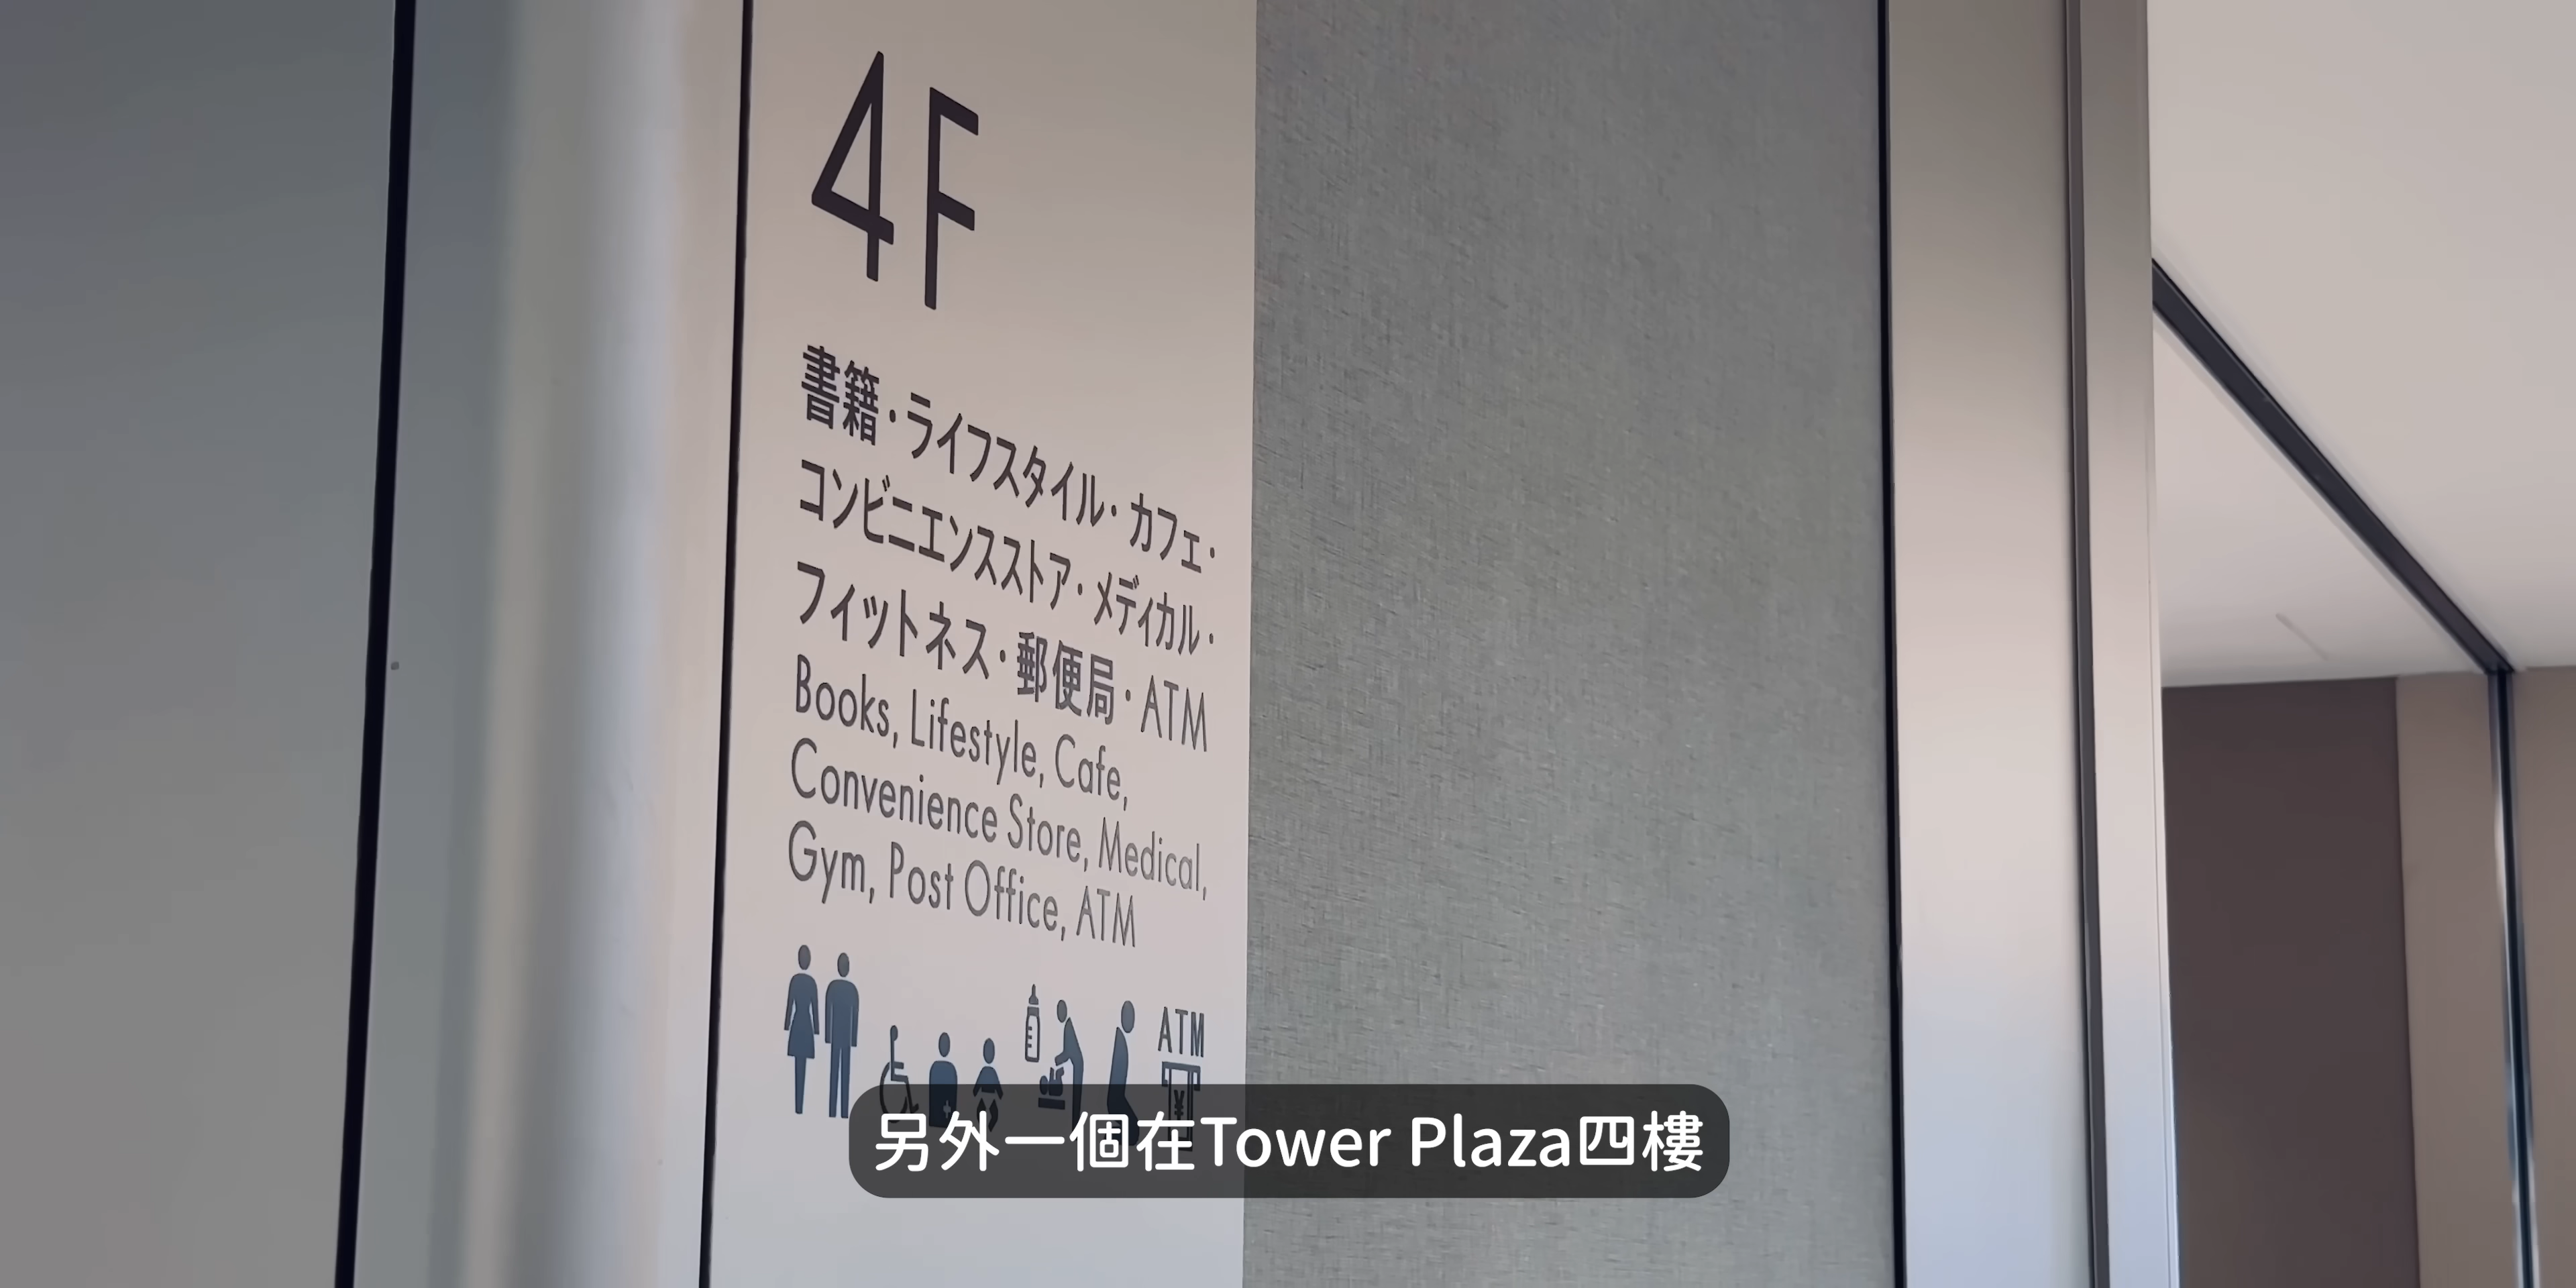 4F
書籍・ライフスタイル・カフェ・
コンビニエンスストア・メディカル・
フィットネス・郵便局・ATM
Books, Lifestyle, Cafe,
Convenience Store, Medical,
Gym, Post Office, ATM
ATM
另外一個在Tower Plaza四樓